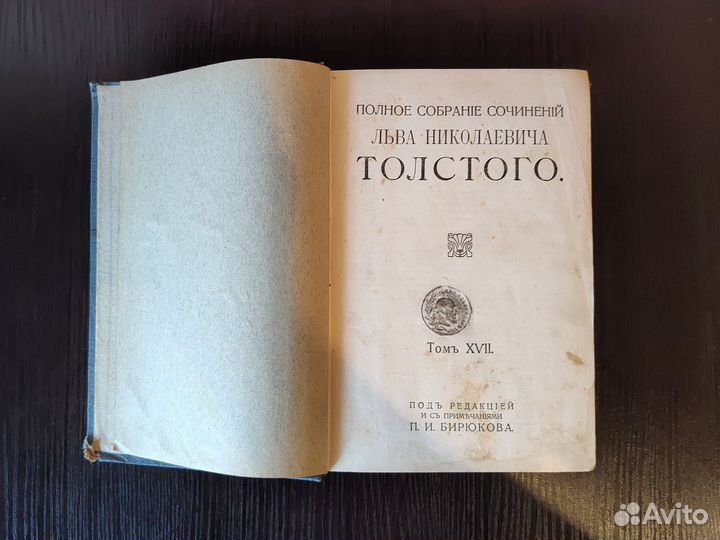 ПОЛНОЕ СОБРАНІЕ СОЧИНЕНІЙ
ЛЬВА НИКОЛАЕВИЧА
ТОЛСТОГО.
Томъ XVII.
ПОДЪ РЕДАКЦІЕЙ
И СЪ ПРИМѢЧАНІЯМИ
П. И. БИРЮКОВА.
Avito